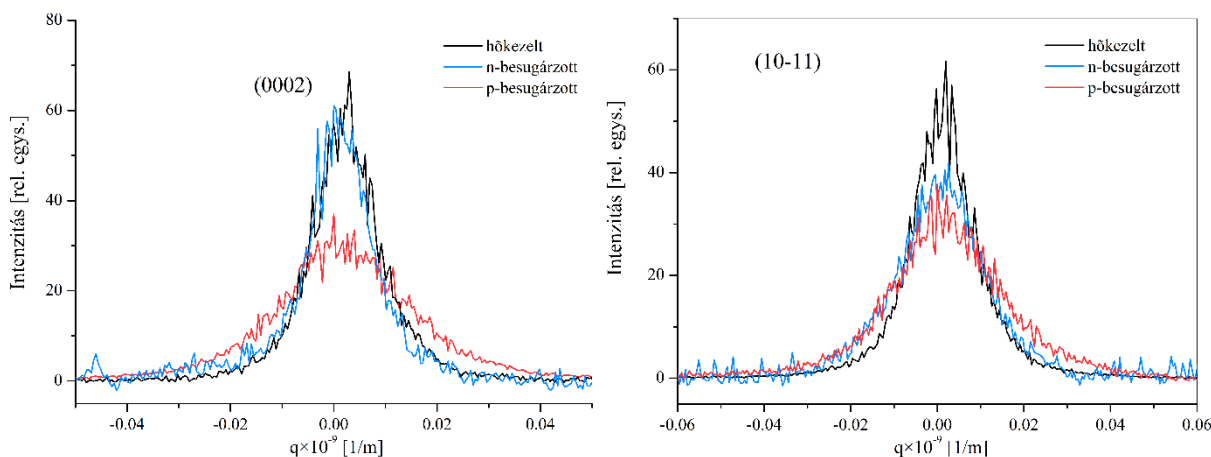 80
60
40
20
0
Intenzitás [rel. egys.]
(0002)
hõkezelt
n-besugárzott
p-besugárzott
-0.04
-0.02
0.00
0.02
0.04
q×10⁻⁹ [1/m]
60
40
20
0
Intenzitás [rel. egys.]
(10-11)
hõkezelt
n-besugárzott
p-besugárzott
-0.06
-0.04
-0.02
0.00
0.02
0.04
0.06
q×10⁻⁹ [1/m]